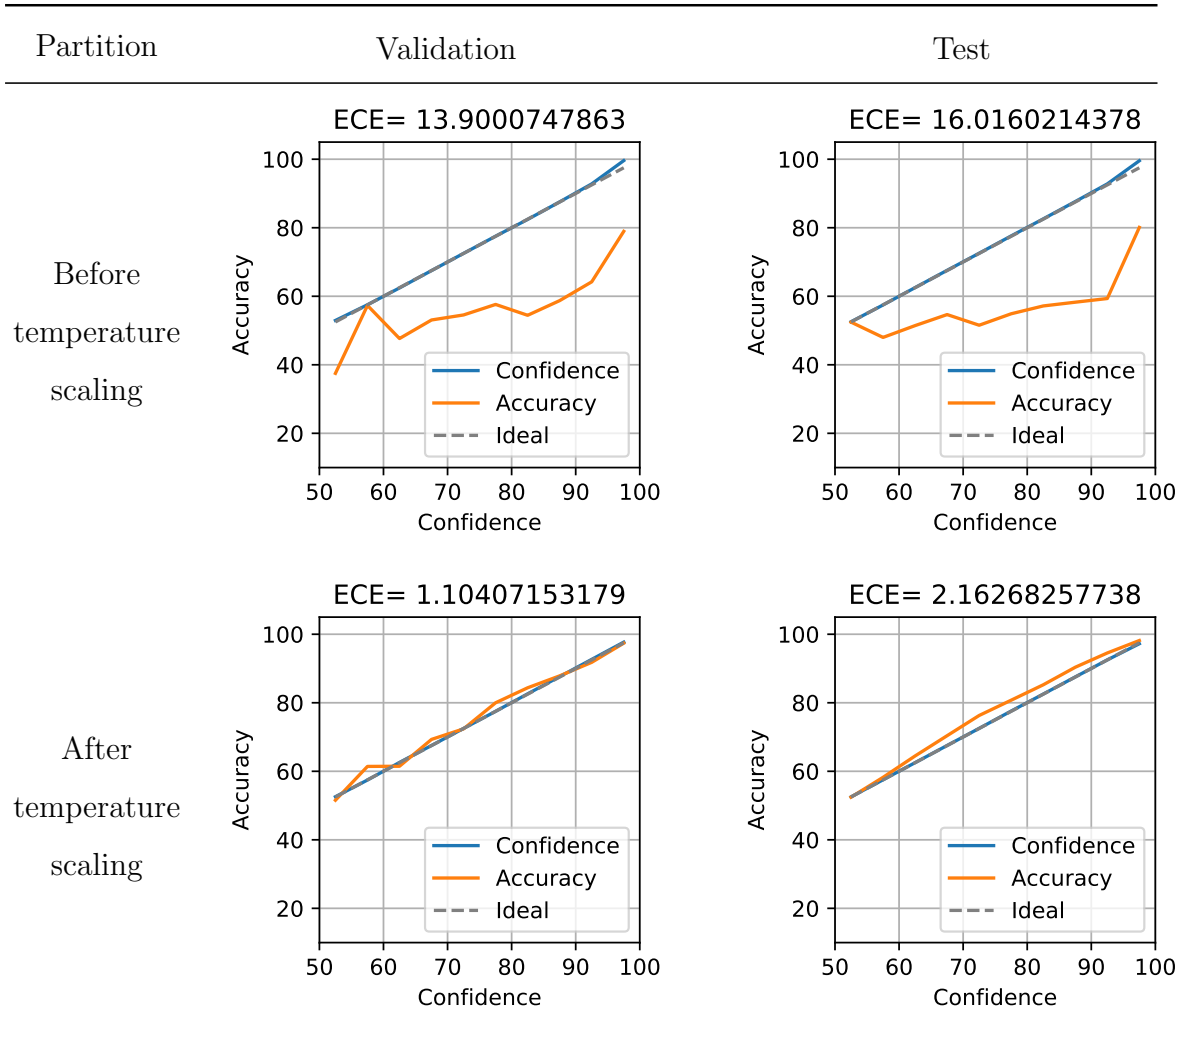 Partition Validation Test
Before
temperature
scaling
ECE= 13.9000747863
100
80
60
40
20
Accuracy
Confidence
Accuracy
Ideal
50 60 70 80 90 100
Confidence
ECE= 16.0160214378
100
80
60
40
20
Accuracy
Confidence
Accuracy
Ideal
50 60 70 80 90 100
Confidence
After
temperature
scaling
ECE= 1.10407153179
100
80
60
40
20
Accuracy
Confidence
Accuracy
Ideal
50 60 70 80 90 100
Confidence
ECE= 2.16268257738
100
80
60
40
20
Accuracy
Confidence
Accuracy
Ideal
50 60 70 80 90 100
Confidence